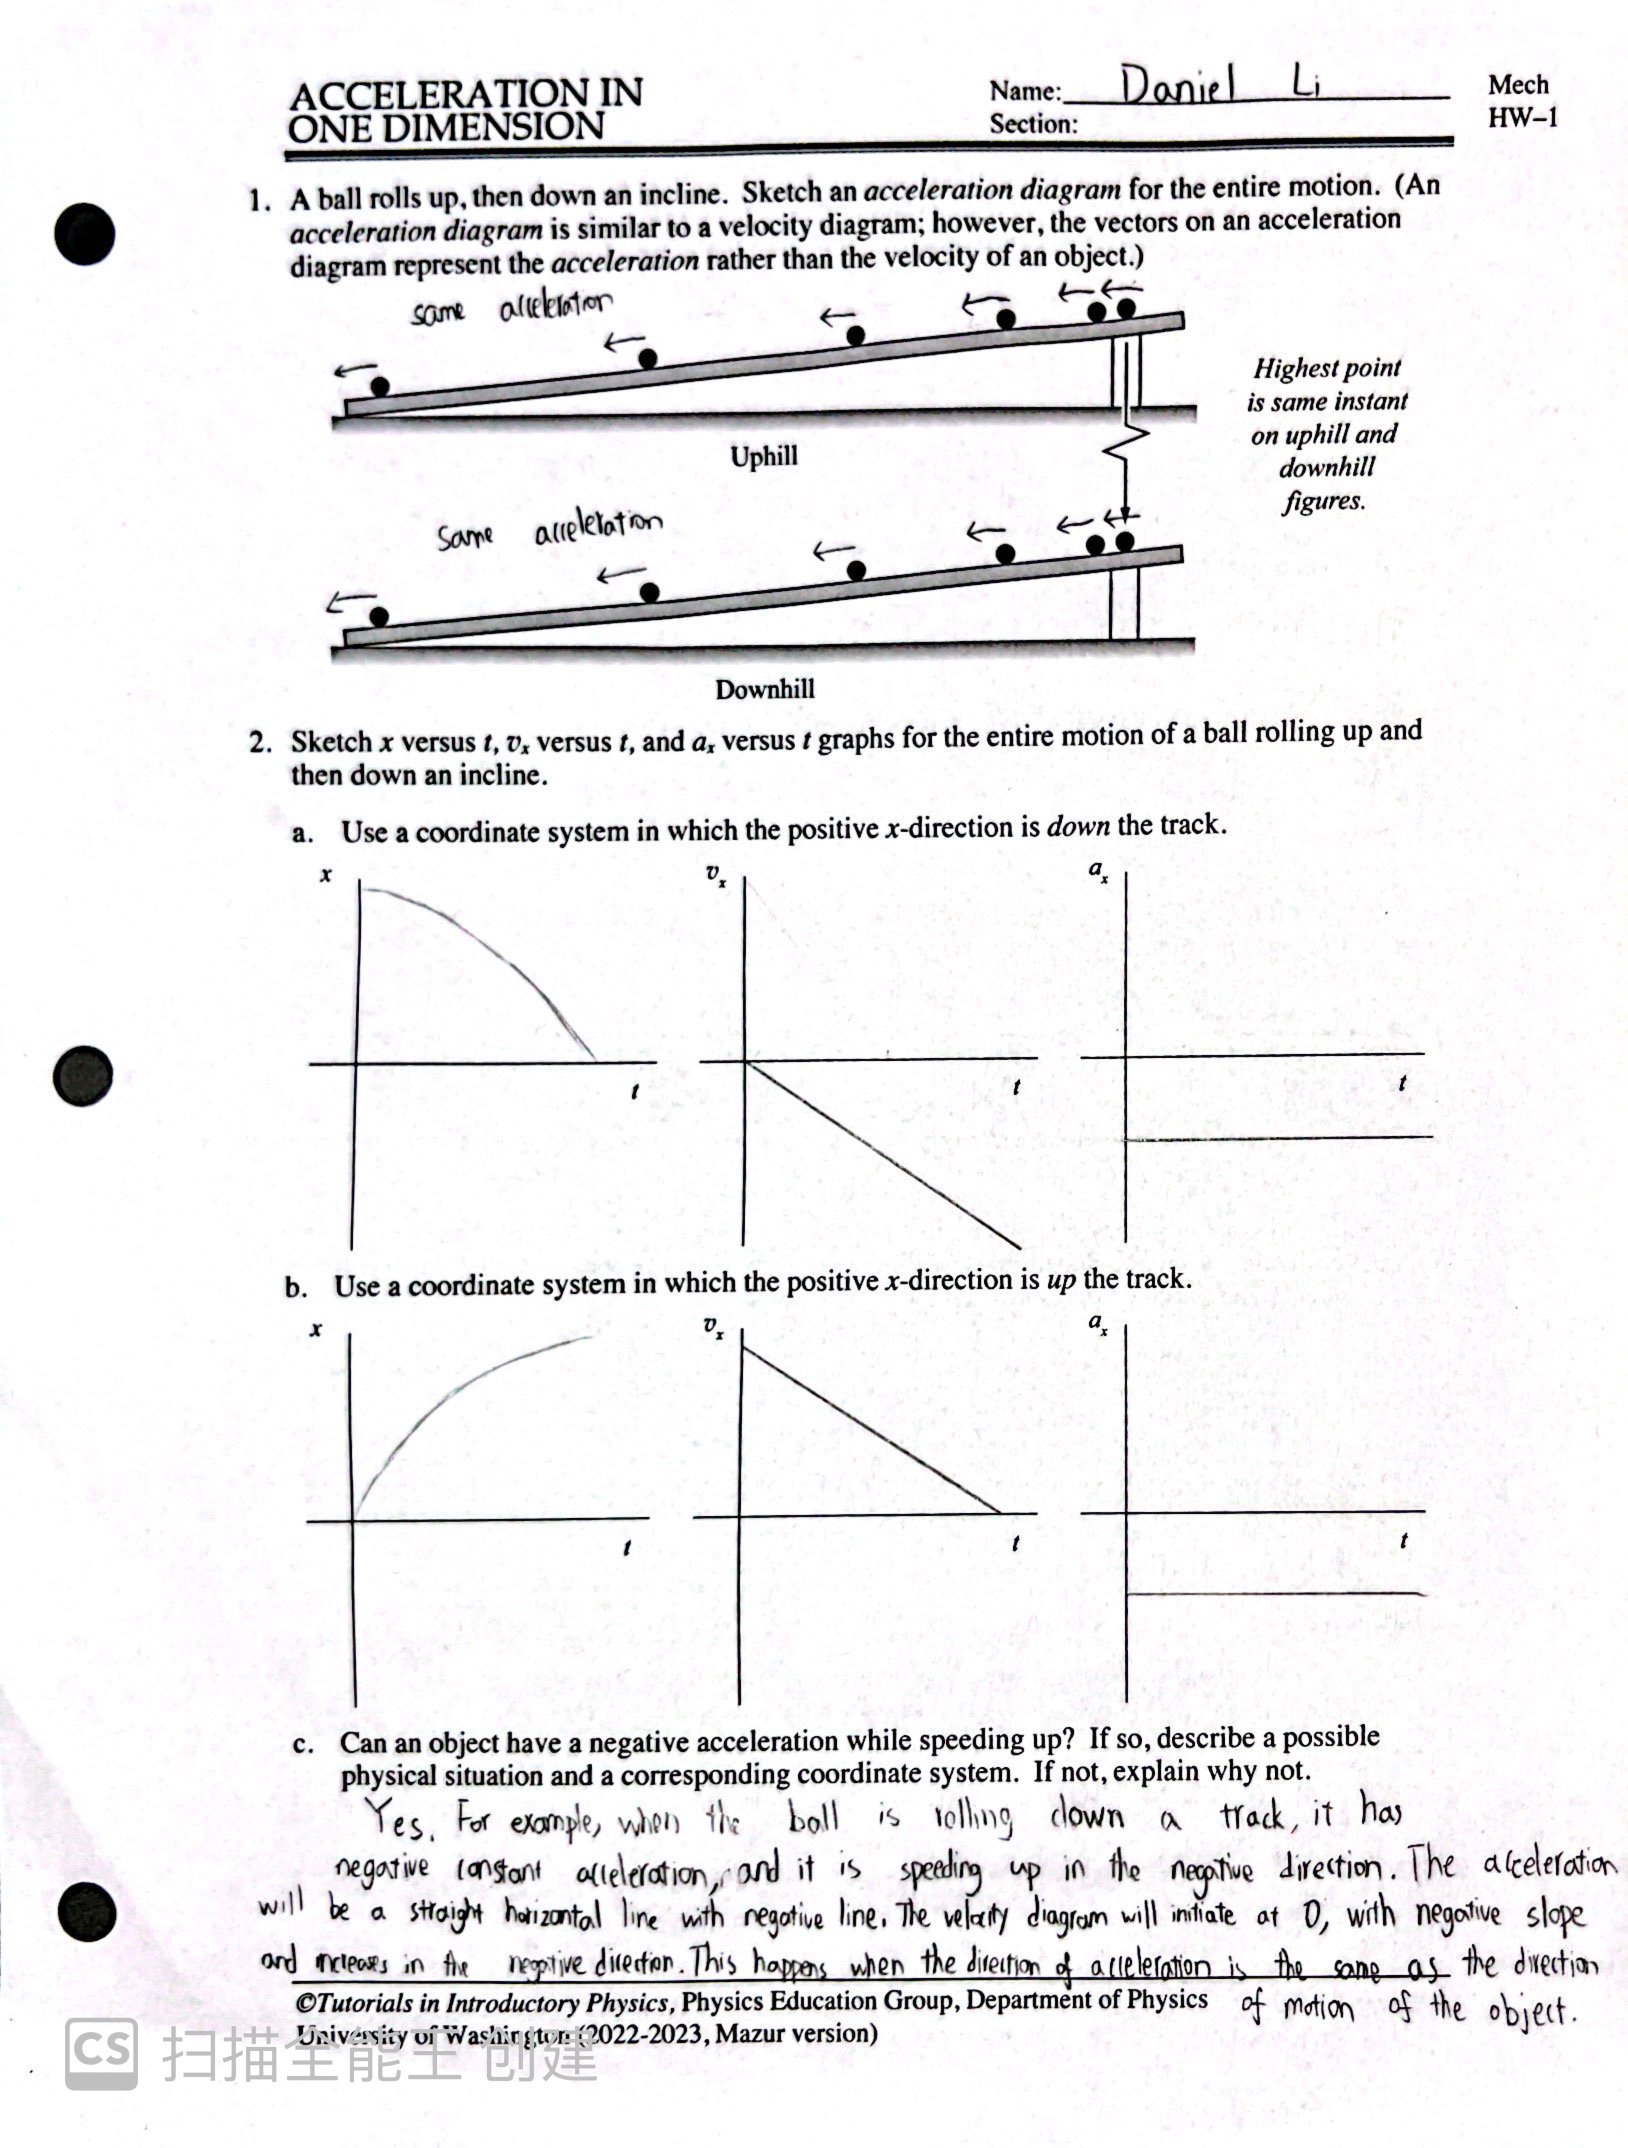 ACCELERATION IN
ONE DIMENSION
Name: Daniel Li
Section:
Mech
HW–1
1. A ball rolls up, then down an incline. Sketch an acceleration diagram for the entire motion. (An
acceleration diagram is similar to a velocity diagram; however, the vectors on an acceleration
diagram represent the acceleration rather than the velocity of an object.)
same acceleration
Highest point
is same instant
on uphill and
downhill
figures.
Uphill
same acceleration
Downhill
2. Sketch x versus t, vx versus t, and ax versus t graphs for the entire motion of a ball rolling up and
then down an incline.
a. Use a coordinate system in which the positive x-direction is down the track.
x
vx
ax
t
t
t
b. Use a coordinate system in which the positive x-direction is up the track.
x
vx
ax
t
t
t
c. Can an object have a negative acceleration while speeding up? If so, describe a possible
physical situation and a corresponding coordinate system. If not, explain why not.
Yes. For example, when the ball is rolling down a track, it has
negative constant acceleration, and it is speeding up in the negative direction. The acceleration
will be a straight horizontal line with negative line. The velocity diagram will initiate at 0, with negative slope
and increases in the negative direction. This happens when the direction of acceleration is the same as the direction
of motion of the object.
©Tutorials in Introductory Physics, Physics Education Group, Department of Physics
University of Washington (2022-2023, Mazur version)
CS 扫描全能王 创建